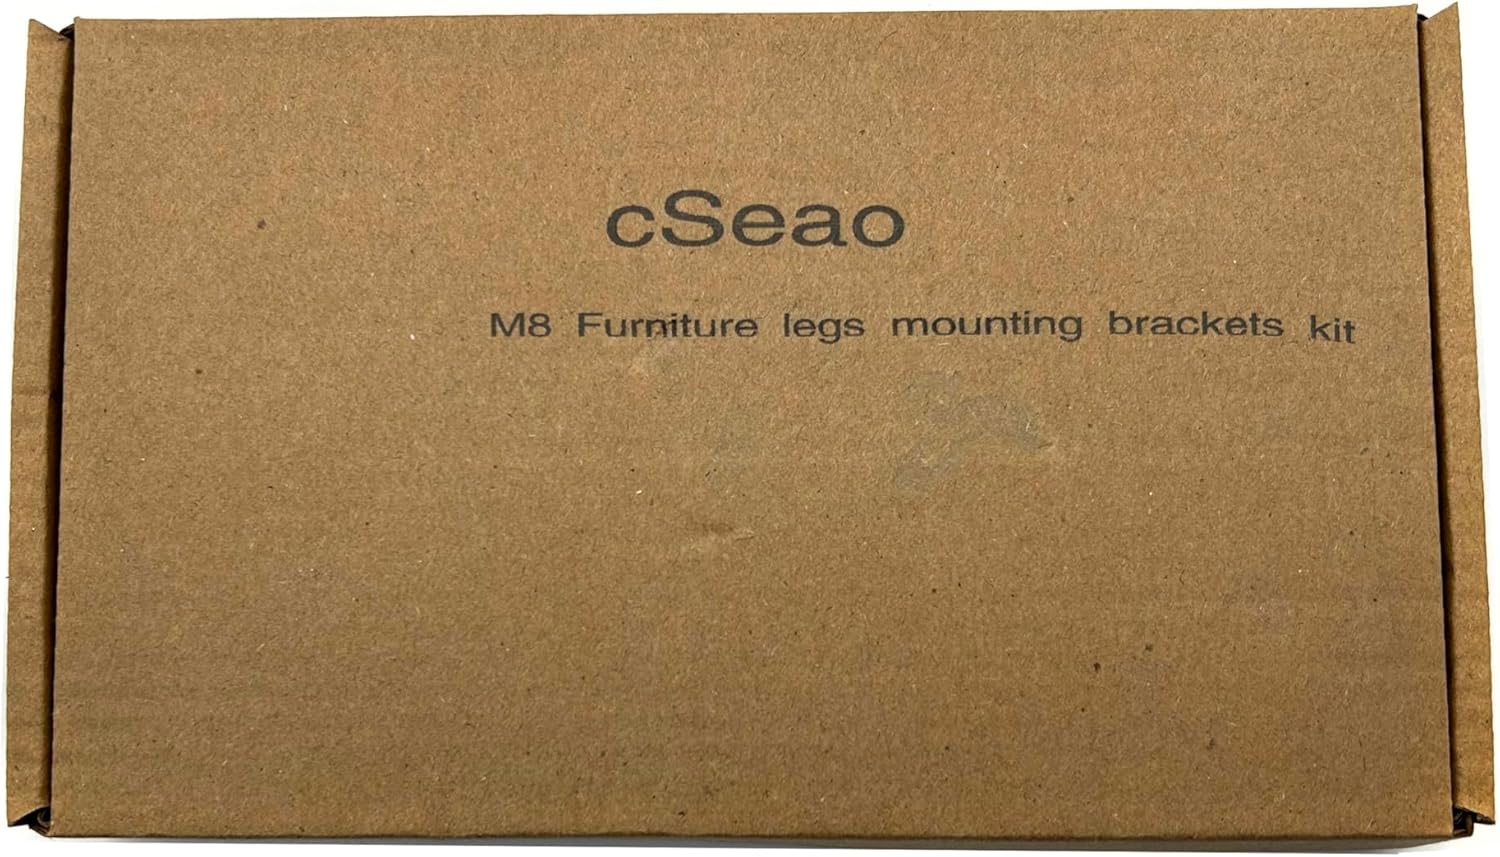 cSeao
M8 Furniture legs mounting brackets kit